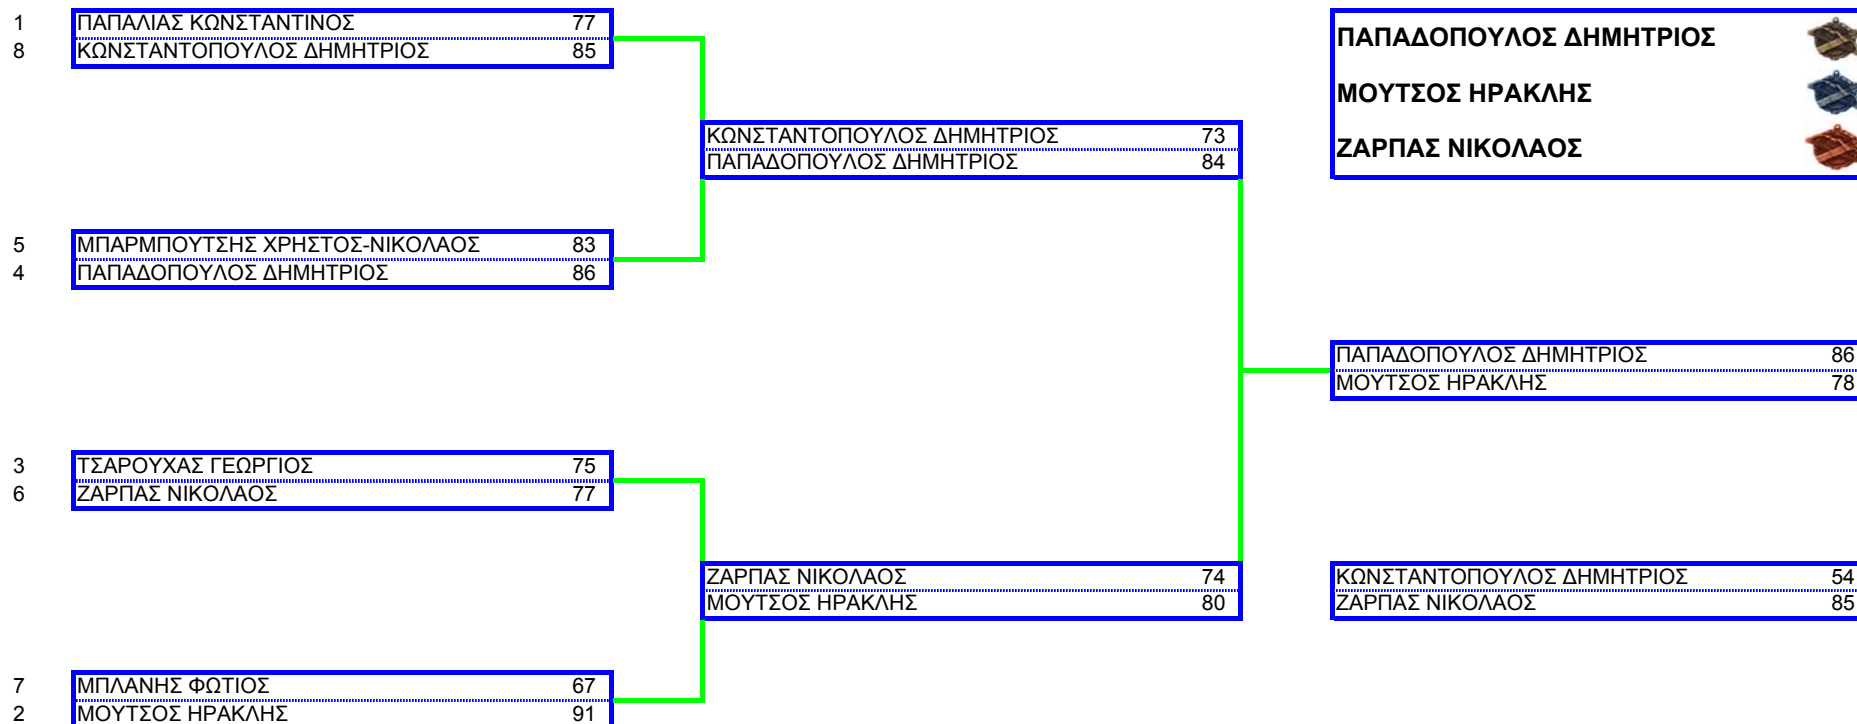 1 ΠΑΠΑΛΙΑΣ ΚΩΝΣΤΑΝΤΙΝΟΣ 77
8 ΚΩΝΣΤΑΝΤΟΠΟΥΛΟΣ ΔΗΜΗΤΡΙΟΣ 85
ΠΑΠΑΔΟΠΟΥΛΟΣ ΔΗΜΗΤΡΙΟΣ
ΜΟΥΤΣΟΣ ΗΡΑΚΛΗΣ
ΖΑΡΠΑΣ ΝΙΚΟΛΑΟΣ
ΚΩΝΣΤΑΝΤΟΠΟΥΛΟΣ ΔΗΜΗΤΡΙΟΣ 73
ΠΑΠΑΔΟΠΟΥΛΟΣ ΔΗΜΗΤΡΙΟΣ 84
5 ΜΠΑΡΜΠΟΥΤΣΗΣ ΧΡΗΣΤΟΣ-ΝΙΚΟΛΑΟΣ 83
4 ΠΑΠΑΔΟΠΟΥΛΟΣ ΔΗΜΗΤΡΙΟΣ 86
ΠΑΠΑΔΟΠΟΥΛΟΣ ΔΗΜΗΤΡΙΟΣ 86
ΜΟΥΤΣΟΣ ΗΡΑΚΛΗΣ 78
3 ΤΣΑΡΟΥΧΑΣ ΓΕΩΡΓΙΟΣ 75
6 ΖΑΡΠΑΣ ΝΙΚΟΛΑΟΣ 77
ΖΑΡΠΑΣ ΝΙΚΟΛΑΟΣ 74
ΜΟΥΤΣΟΣ ΗΡΑΚΛΗΣ 80
ΚΩΝΣΤΑΝΤΟΠΟΥΛΟΣ ΔΗΜΗΤΡΙΟΣ 54
ΖΑΡΠΑΣ ΝΙΚΟΛΑΟΣ 85
7 ΜΠΛΑΝΗΣ ΦΩΤΙΟΣ 67
2 ΜΟΥΤΣΟΣ ΗΡΑΚΛΗΣ 91